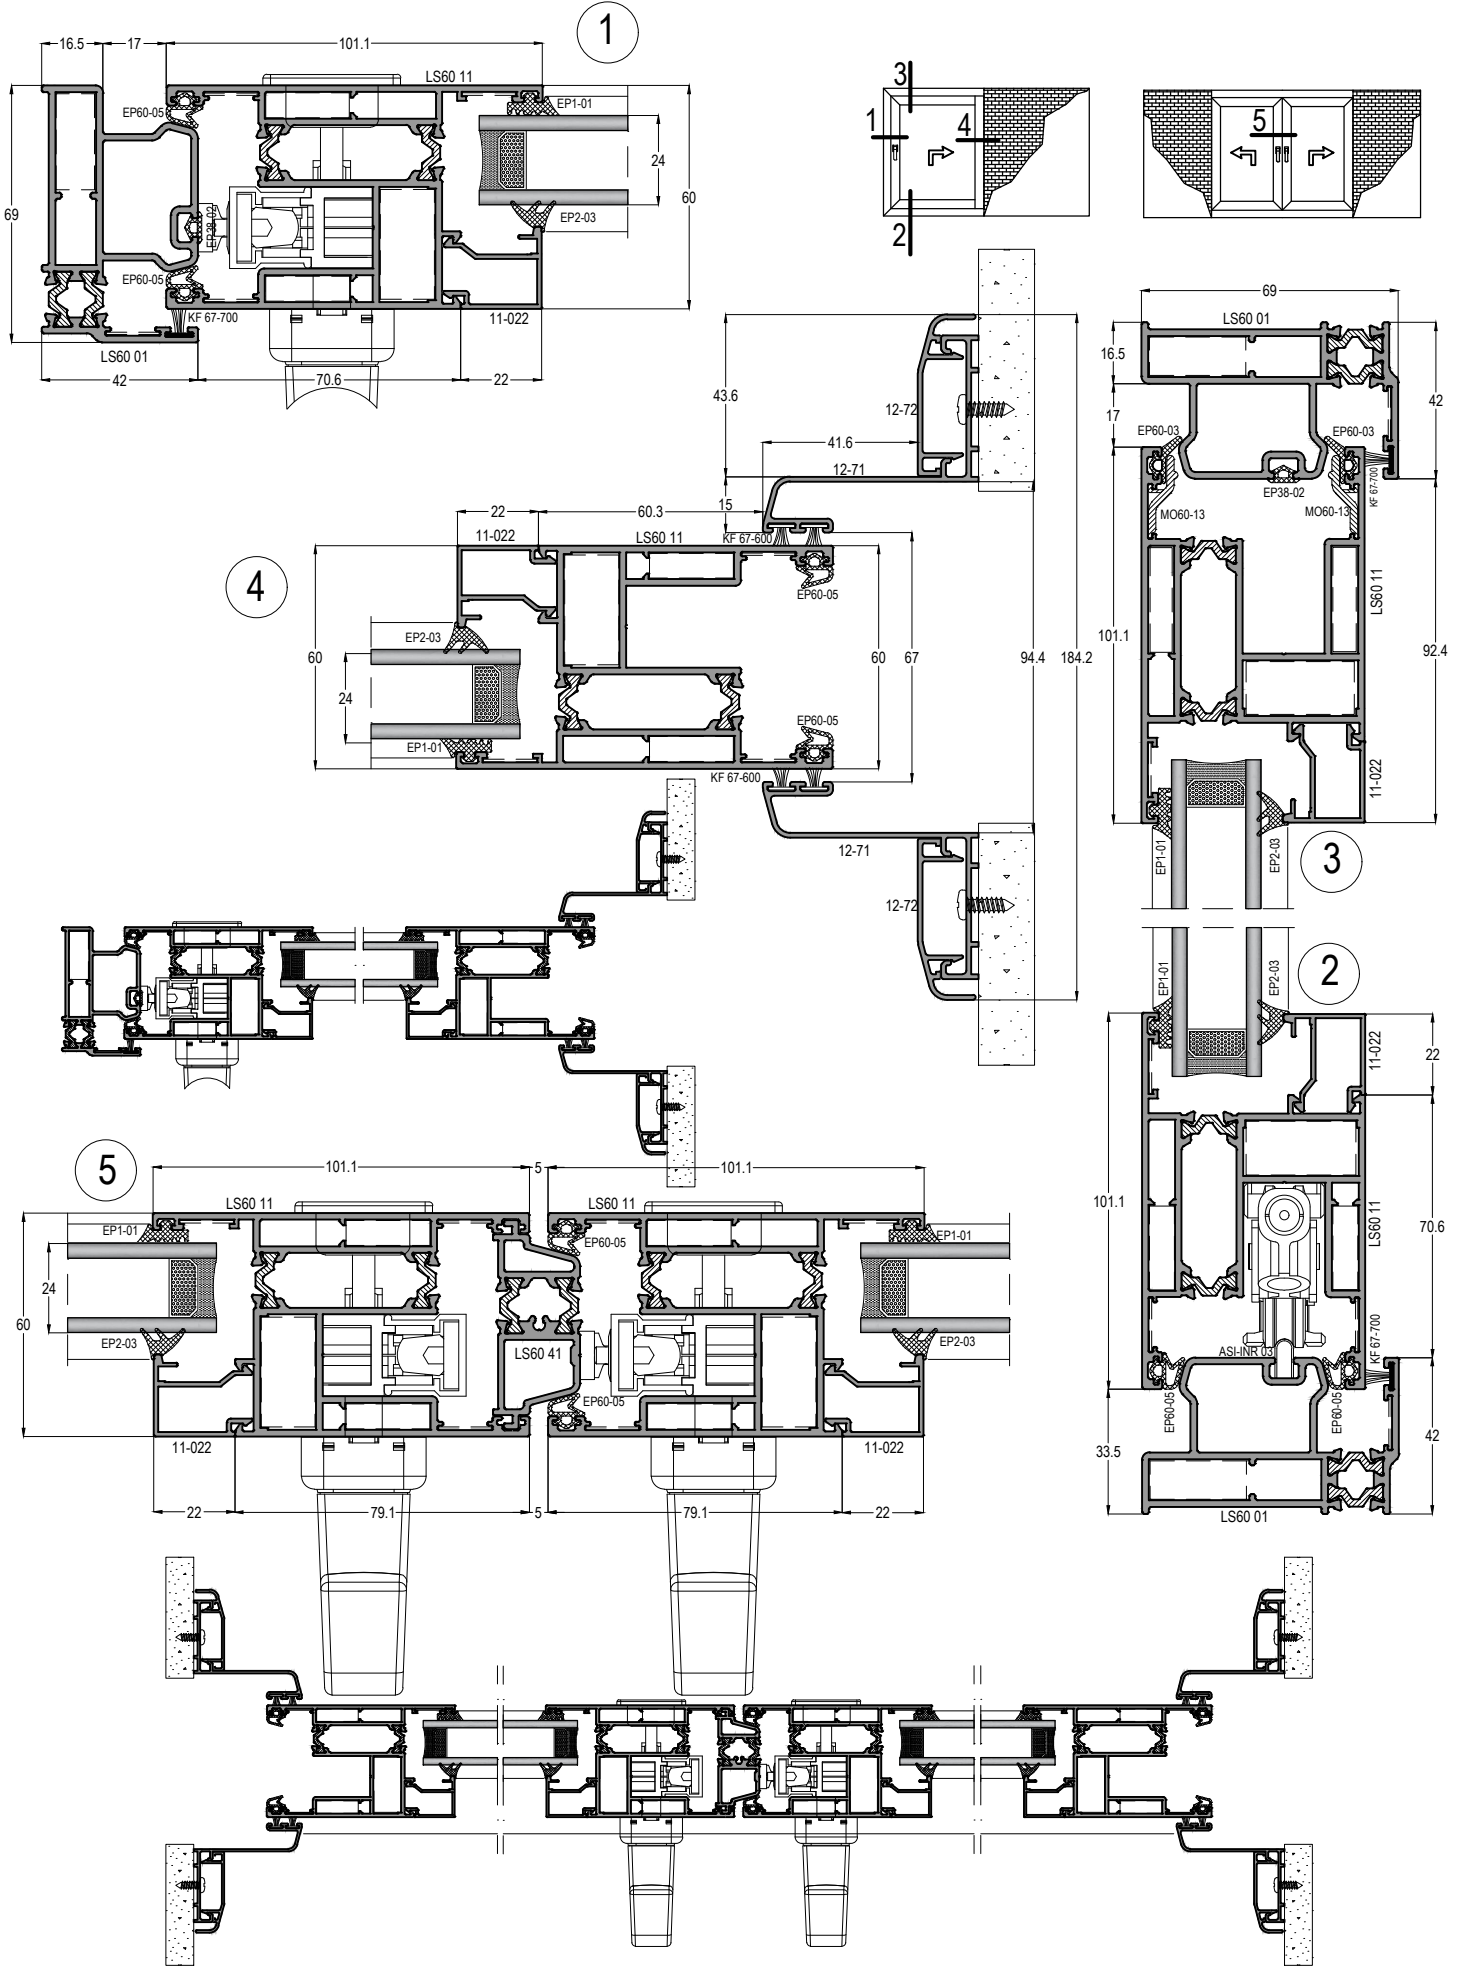 1
16.5
17
101.1
LS60 11
EP60-05
EP1-01
24
60
69
EP38-02
EP2-03
EP60-05
KF 67-700
11-022
LS60 01
42
70.6
22
3
1
4
2
5
43.6
12-72
41.6
12-71
15
22
60.3
11-022
LS60 11
KF 67-600
4
EP60-05
EP2-03
60
60
67
94.4
184.2
24
EP60-05
EP1-01
KF 67-600
12-71
12-72
69
LS60 01
16.5
17
42
EP60-03
EP60-03
EP38-02
KF 67-700
MO60-13
MO60-13
LS60 11
101.1
92.4
11-022
EP1-01
EP2-03
3
2
EP1-01
EP2-03
11-022
22
101.1
LS60 11
70.6
ASI-INR 03
KF 67-700
EP60-05
EP60-05
33.5
42
LS60 01
5
101.1
5
101.1
LS60 11
LS60 11
EP1-01
EP60-05
EP1-01
24
60
EP2-03
LS60 41
EP2-03
EP60-05
11-022
11-022
22
79.1
5
79.1
22